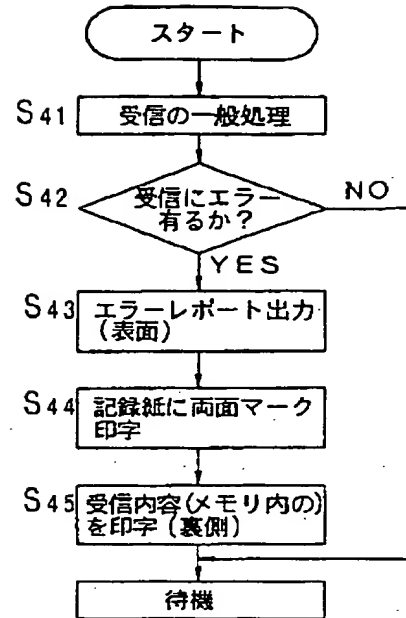 スタート
S41 受信の一般処理
S42 受信にエラー
有るか?
NO
YES
S43 エラーレポート出力
(表面)
S44 記録紙に両面マーク
印字
S45 受信内容(メモリ内の)
を印字(裏側)
待機